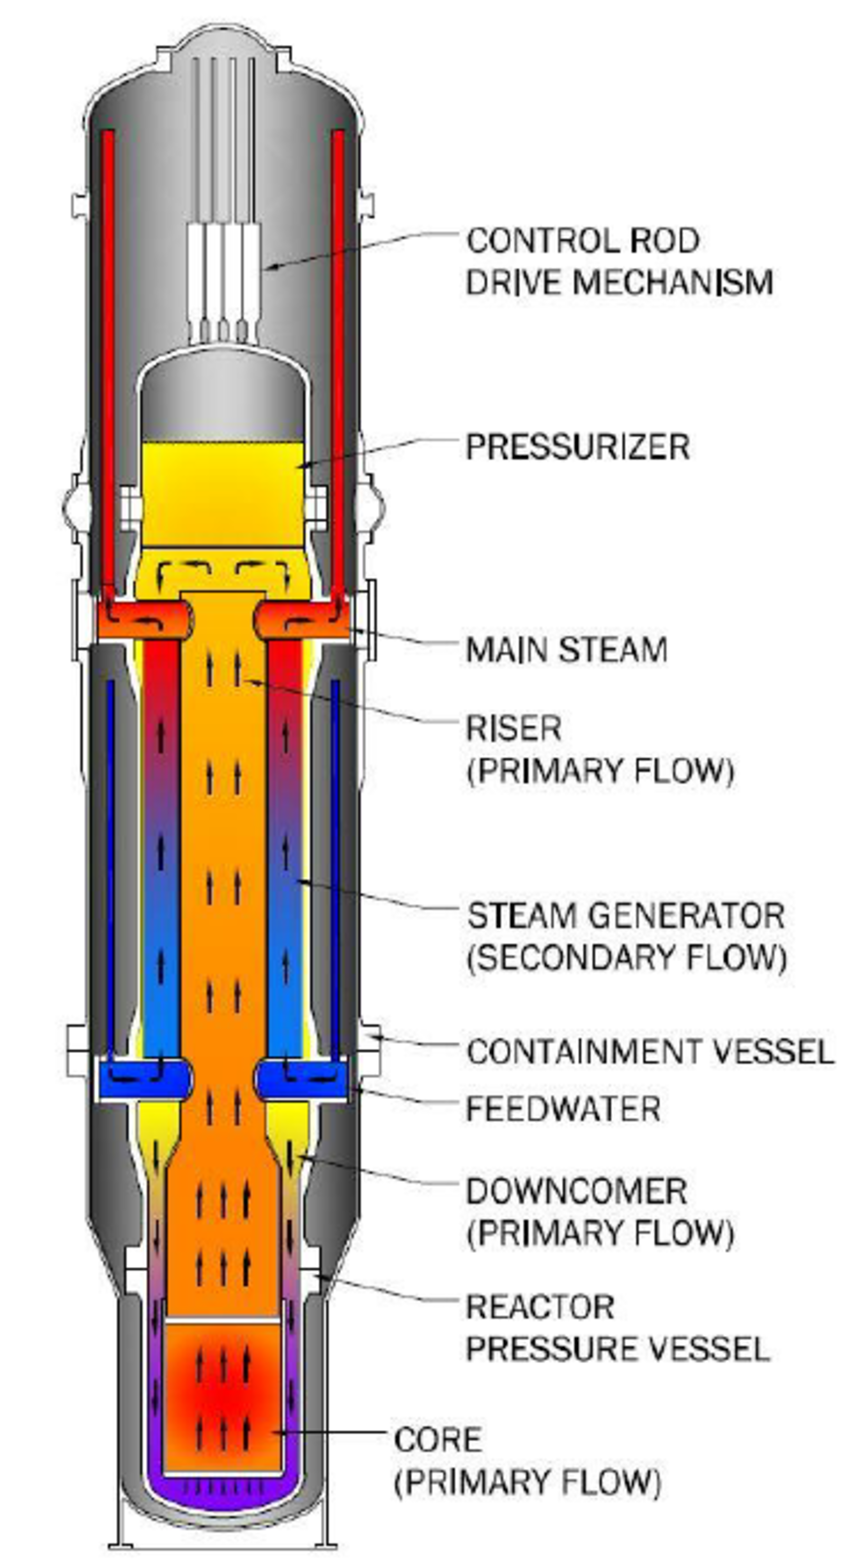 CONTROL ROD
DRIVE MECHANISM
PRESSURIZER
MAIN STEAM
RISER
(PRIMARY FLOW)
STEAM GENERATOR
(SECONDARY FLOW)
CONTAINMENT VESSEL
FEEDWATER
DOWNCOMER
(PRIMARY FLOW)
REACTOR
PRESSURE VESSEL
CORE
(PRIMARY FLOW)